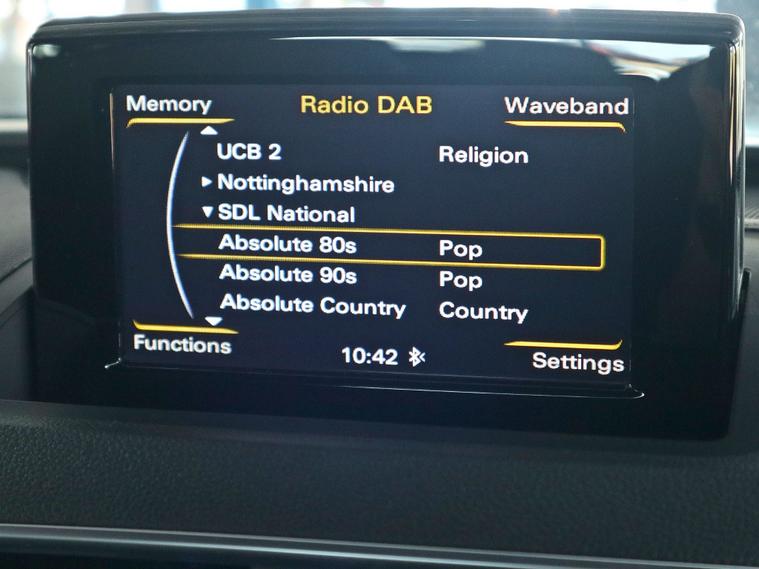 Memory Radio DAB Waveband
UCB 2 Religion
Nottinghamshire
SDL National
Absolute 80s Pop
Absolute 90s Pop
Absolute Country Country
Functions 10:42 Settings